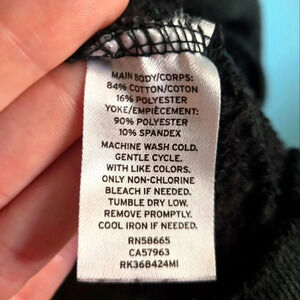 MAIN BODY/CORPS:
84% COTTON/COTON
16% POLYESTER
YOKE/EMPIÈCEMENT:
90% POLYESTER
10% SPANDEX
MACHINE WASH COLD.
GENTLE CYCLE.
WITH LIKE COLORS.
ONLY NON-CHLORINE
BLEACH IF NEEDED.
TUMBLE DRY LOW.
REMOVE PROMPTLY.
COOL IRON IF NEEDED.
RN58665
CA57963
RK36B424MI